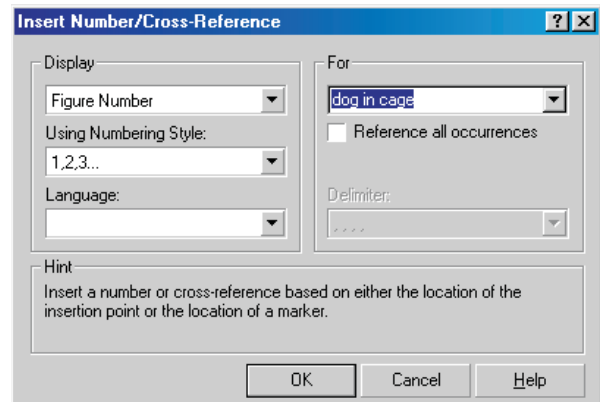 Insert Number/Cross-Reference
Display
Figure Number
Using Numbering Style:
1,2,3...
Language:
For
dog in cage
Reference all occurrences
Delimiter:
, , , ,
Hint
Insert a number or cross-reference based on either the location of the
insertion point or the location of a marker.
OK Cancel Help